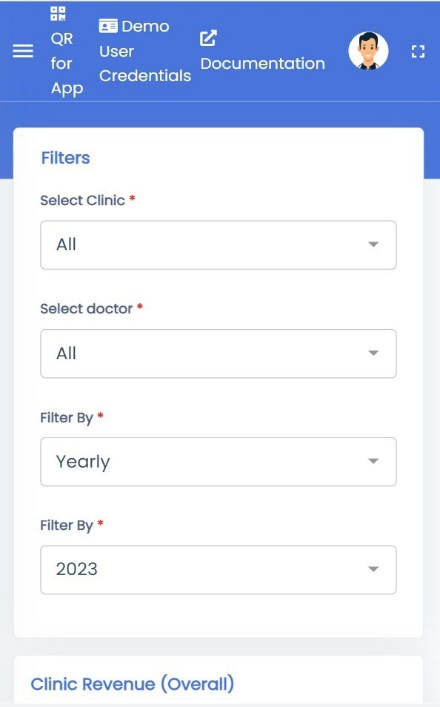 QR
for
App
Demo
User
Credentials
Documentation
Filters
Select Clinic *
All
Select doctor *
All
Filter By *
Yearly
Filter By *
2023
Clinic Revenue (Overall)